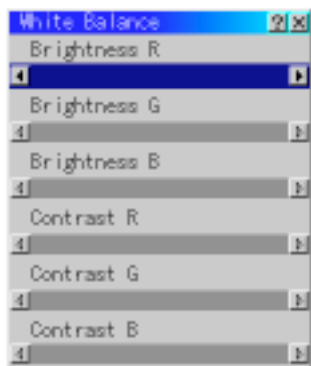 White Balance
Brightness R
Brightness G
Brightness B
Contrast R
Contrast G
Contrast B